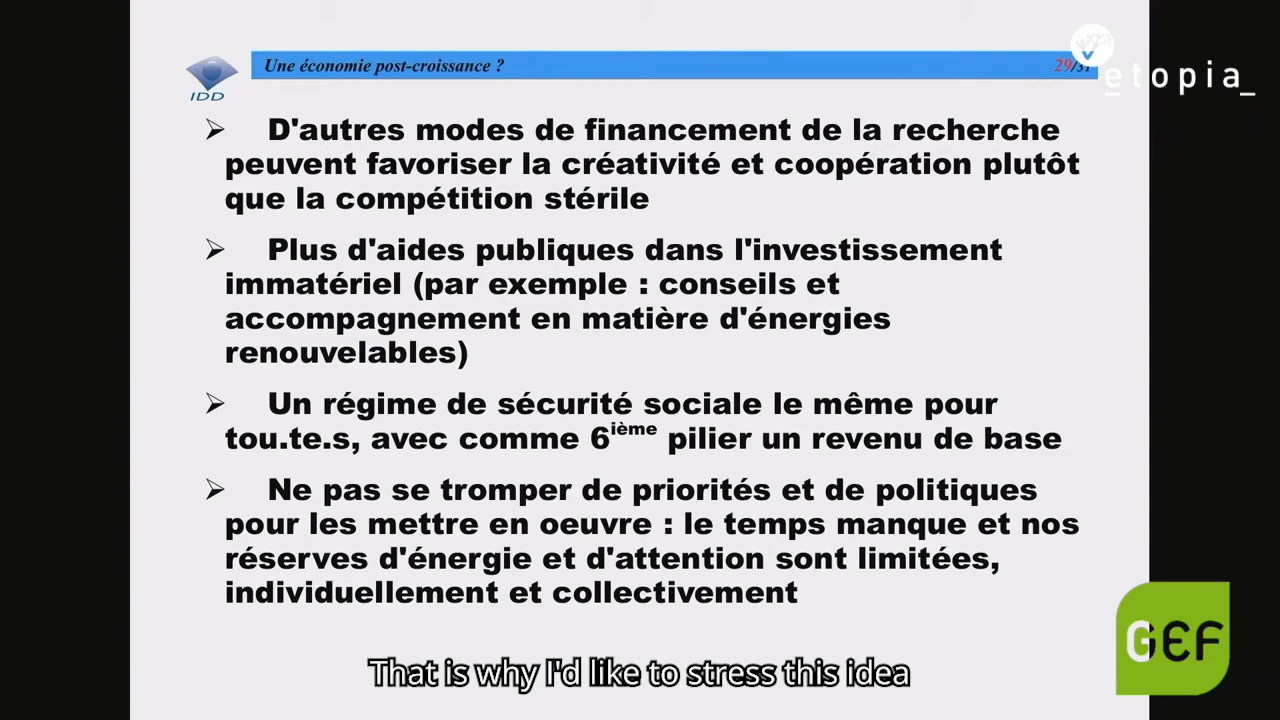 Une économie post-croissance ?
29/31
etopia_
IDD
D'autres modes de financement de la recherche
peuvent favoriser la créativité et coopération plutôt
que la compétition stérile
Plus d'aides publiques dans l'investissement
immatériel (par exemple : conseils et
accompagnement en matière d'énergies
renouvelables)
Un régime de sécurité sociale le même pour
tou.te.s, avec comme 6ième pilier un revenu de base
Ne pas se tromper de priorités et de politiques
pour les mettre en oeuvre : le temps manque et nos
réserves d'énergie et d'attention sont limitées,
individuellement et collectivement
GEF
That is why I'd like to stress this idea